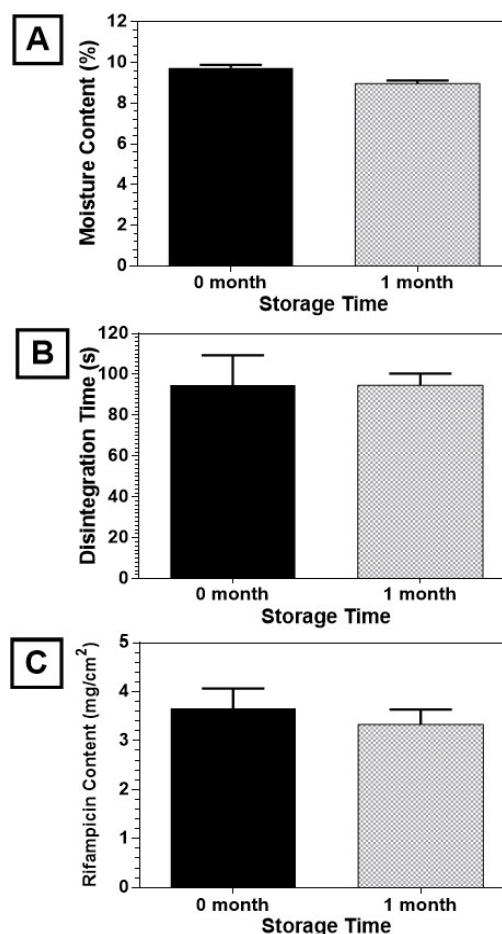 A
Moisture Content (%)
12
10
8
6
4
2
0
0 month
1 month
Storage Time
B
Disintegration Time (s)
120
100
80
60
40
20
0
0 month
1 month
Storage Time
C
Rifampicin Content (mg/cm²)
5
4
3
2
1
0
0 month
1 month
Storage Time